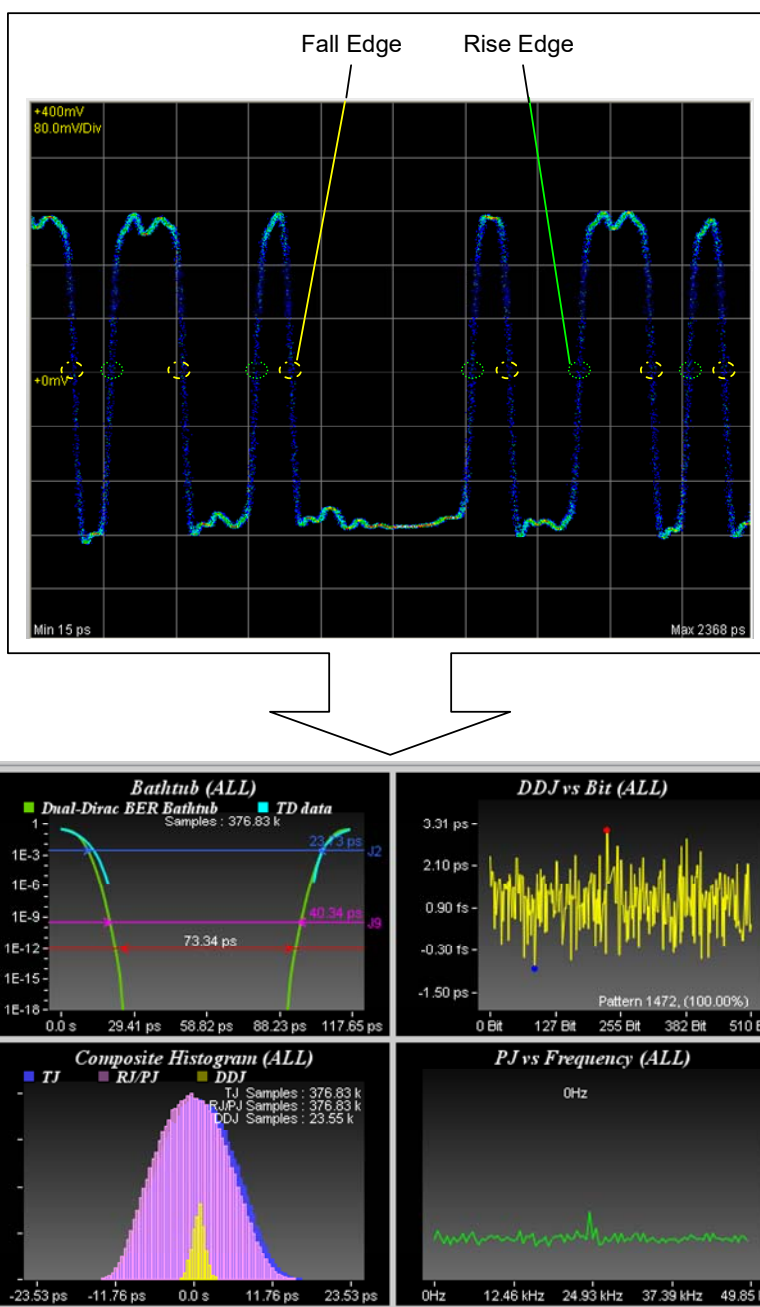 Fall Edge Rise Edge
+400mV
80.0mV/Div
+0mV
Min 15 ps Max 2368 ps
Bathtub (ALL)
Dual-Dirac BER Bathtub TD data
Samples : 376.83 k
1
23.73 ps J2
1E-3
1E-6
1E-9
40.34 ps J9
73.34 ps
1E-12
1E-15
1E-18
0.0 s 29.41 ps 58.82 ps 88.23 ps 117.65 ps
DDJ vs Bit (ALL)
3.31 ps
2.10 ps
0.90 fs
-0.30 fs
-1.50 ps
Pattern 1472, (100.00%)
0 Bit 127 Bit 255 Bit 382 Bit 510 B
Composite Histogram (ALL)
TJ RJ/PJ DDJ
TJ Samples : 376.83 k
RJ/PJ Samples : 376.83 k
DDJ Samples : 23.55 k
-23.53 ps -11.76 ps 0.0 s 11.76 ps 23.53 ps
PJ vs Frequency (ALL)
0Hz
0Hz 12.46 kHz 24.93 kHz 37.39 kHz 49.85